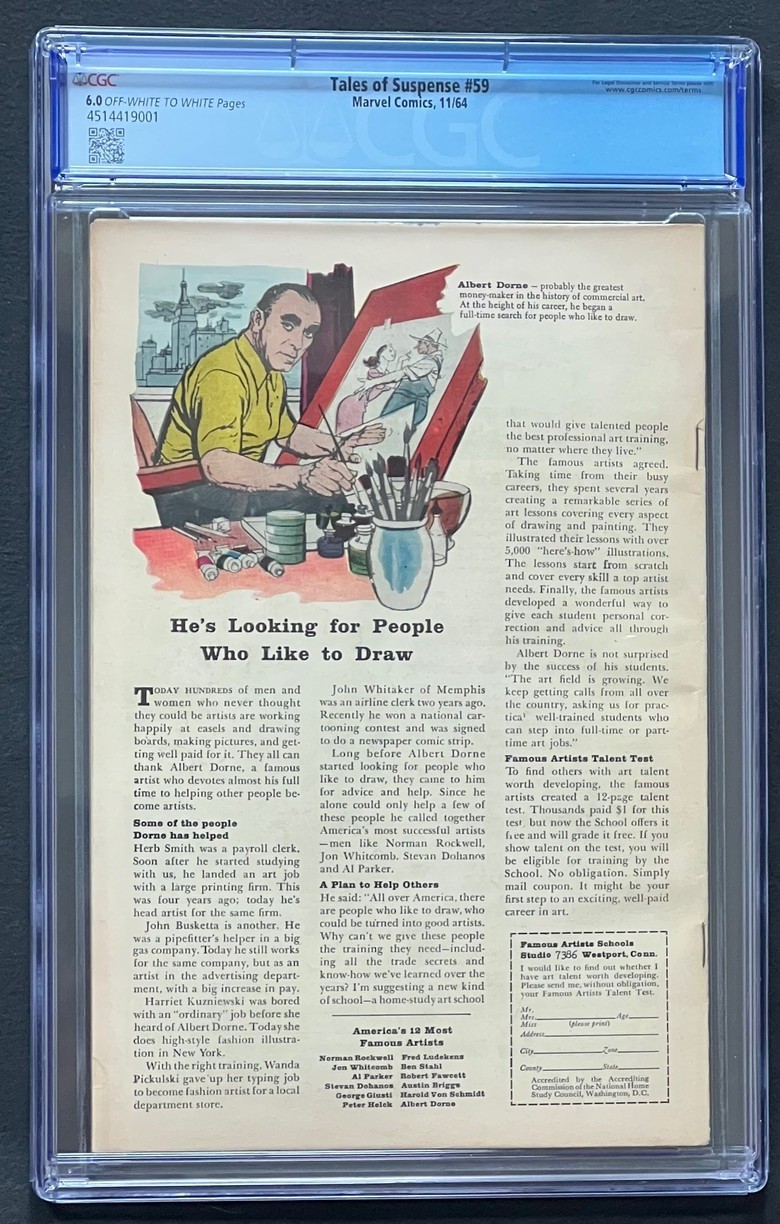 CGC
Tales of Suspense #59
6.0 OFF-WHITE TO WHITE Pages
Marvel Comics, 11/64
www.cgccomics.com/terms
4514419001
CGC
Albert Dorne — probably the greatest
money-maker in the history of commercial art.
At the height of his career, he began a
full-time search for people who like to draw.
He's Looking for People
Who Like to Draw
TODAY HUNDREDS of men and
women who never thought
they could be artists are working
happily at easels and drawing
boards, making pictures, and get-
ting well paid for it. They all can
thank Albert Dorne, a famous
artist who devotes almost his full
time to helping other people be-
come artists.
Some of the people
Dorne has helped
Herb Smith was a payroll clerk.
Soon after he started studying
with us, he landed an art job
with a large printing firm. This
was four years ago; today he's
head artist for the same firm.
John Busketta is another. He
was a pipefitter's helper in a big
gas company. Today he still works
for the same company, but as an
artist in the advertising depart-
ment, with a big increase in pay.
Harriet Kuzniewski was bored
with an "ordinary" job before she
heard of Albert Dorne. Today she
does high-style fashion illustra-
tion in New York.
With the right training, Wanda
Pickulski gave up her typing job
to become fashion artist for a local
department store.
John Whitaker of Memphis
was an airline clerk two years ago.
Recently he won a national car-
tooning contest and was signed
to do a newspaper comic strip.
Long before Albert Dorne
started looking for people who
like to draw, they came to him
for advice and help. Since he
alone could only help a few of
these people he called together
America's most successful artists
—men like Norman Rockwell,
Jon Whitcomb, Stevan Dohanos
and Al Parker.
A Plan to Help Others
He said: "All over America, there
are people who like to draw, who
could be turned into good artists.
Why can't we give these people
the training they need—includ-
ing all the trade secrets and
know-how we've learned over the
years? I'm suggesting a new kind
of school—a home-study art school
America's 12 Most
Famous Artists
Norman Rockwell Fred Ludekens
Jon Whitcomb Ben Stahl
Al Parker Robert Fawcett
Stevan Dohanos Austin Briggs
George Giusti Harold Von Schmidt
Peter Helck Albert Dorne
that would give talented people
the best professional art training,
no matter where they live."
The famous artists agreed.
Taking time from their busy
careers, they spent several years
creating a remarkable series of
art lessons covering every aspect
of drawing and painting. They
illustrated their lessons with over
5,000 "here's-how" illustrations.
The lessons start from scratch
and cover every skill a top artist
needs. Finally, the famous artists
developed a wonderful way to
give each student personal cor-
rection and advice all through
his training.
Albert Dorne is not surprised
by the success of his students.
"The art field is growing. We
keep getting calls from all over
the country, asking us for prac-
tical well-trained students who
can step into full-time or part-
time art jobs."
Famous Artists Talent Test
To find others with art talent
worth developing, the famous
artists created a 12-page talent
test. Thousands paid $1 for this
test, but now the School offers it
free and will grade it free. If you
show talent on the test, you will
be eligible for training by the
School. No obligation. Simply
mail coupon. It might be your
first step to an exciting, well-paid
career in art.
Famous Artists Schools
Studio 7386 Westport, Conn.
I would like to find out whether I
have art talent worth developing.
Please send me, without obligation,
your Famous Artists Talent Test.
Mr.
Mrs. Age
Miss (please print)
Address
City Zone
County State
Accredited by the Accrediting
Commission of the National Home
Study Council, Washington, D.C.